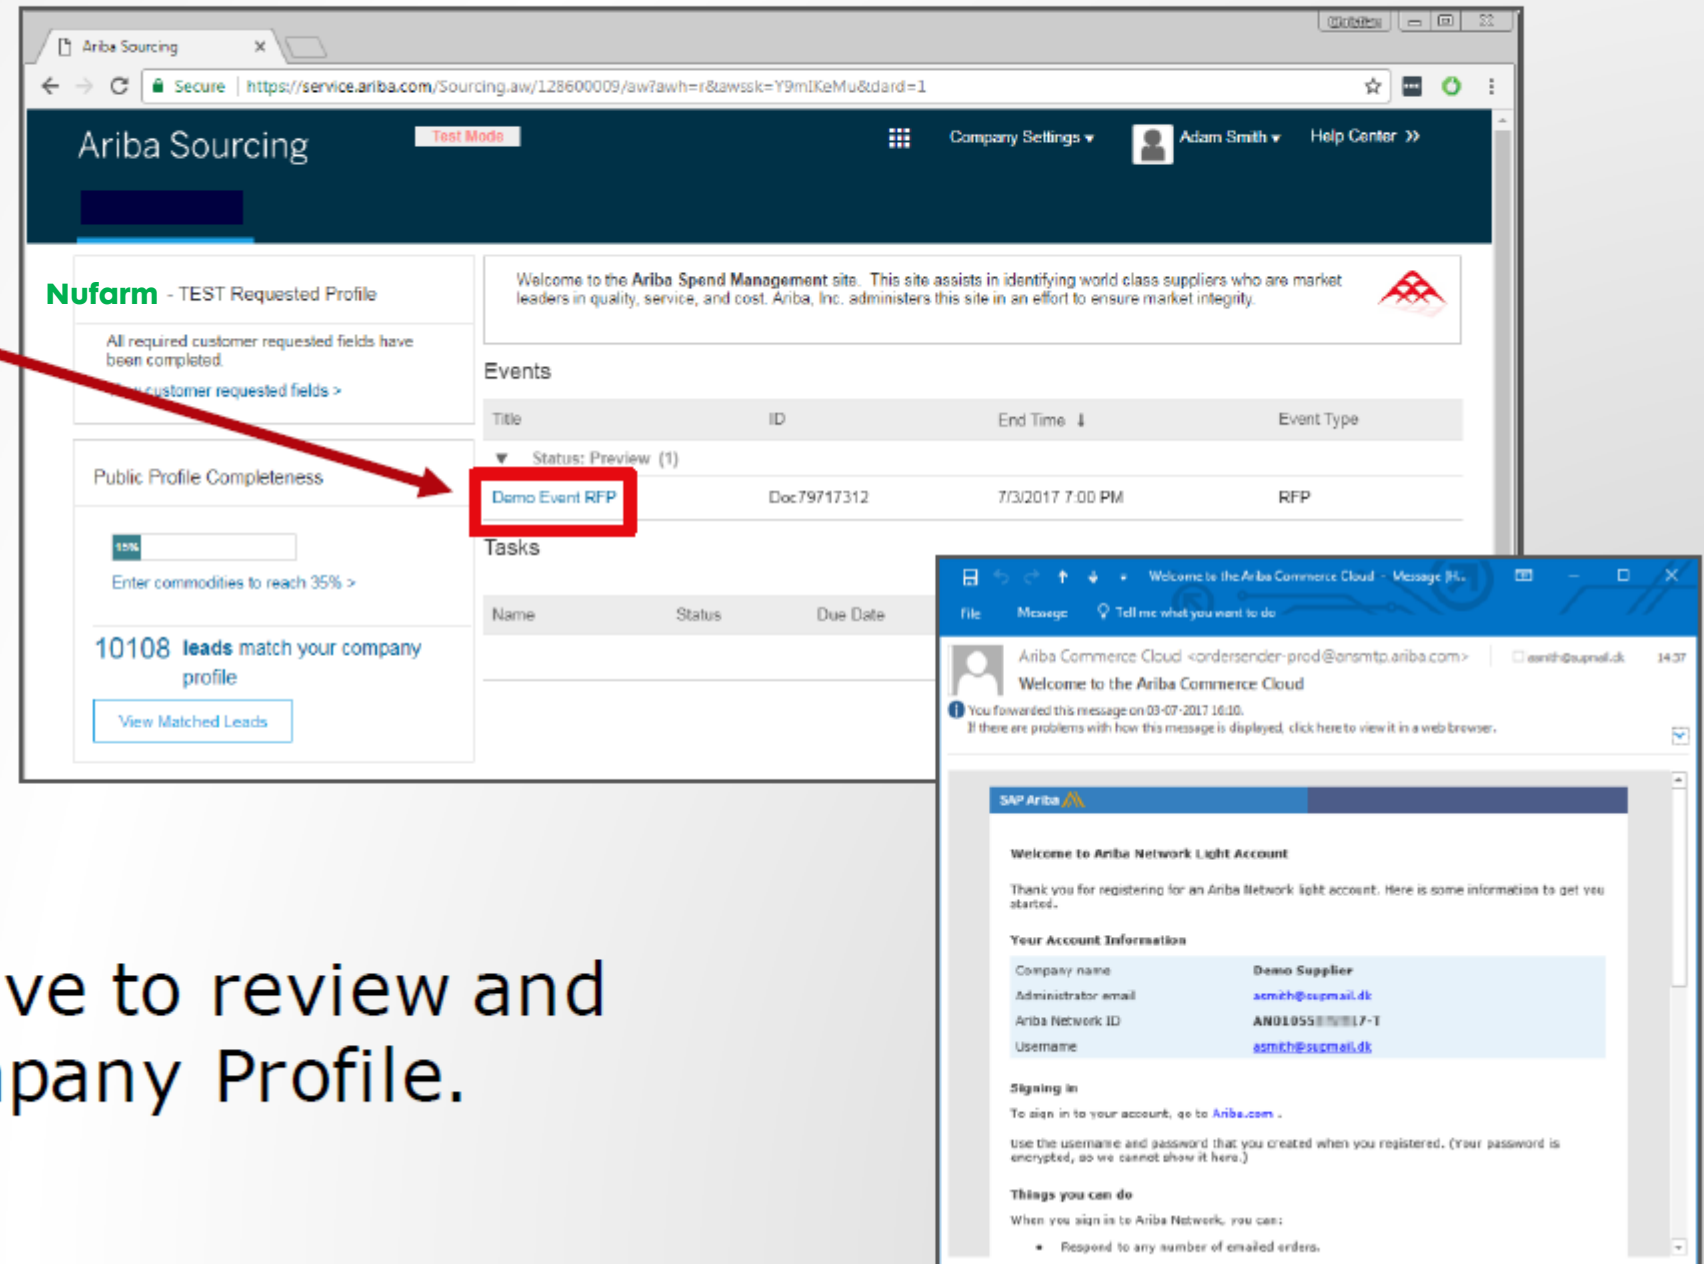 Ariba Sourcing
Secure
https://service.ariba.com/Sourcing.aw/128600009/aw?awh=r&awssk=Y9mIKeMu&dard=1
Ariba Sourcing
Test Mode
Company Settings
Adam Smith
Help Center >>
Nufarm - TEST Requested Profile
All required customer requested fields have
been completed.
customer requested fields >
Public Profile Completeness
15%
Enter commodities to reach 35% >
10108 leads match your company
profile
View Matched Leads
Welcome to the Ariba Spend Management site. This site assists in identifying world class suppliers who are market
leaders in quality, service, and cost. Ariba, Inc. administers this site in an effort to ensure market integrity.
Events
Title ID End Time ↓ Event Type
▼ Status: Preview (1)
Demo Event RFP Doc79717312 7/3/2017 7:00 PM RFP
Tasks
Name Status Due Date
Welcome to the Ariba Commerce Cloud - Message (H...
File Message Tell me what you want to do
Ariba Commerce Cloud <ordersender-prod@ansmtp.ariba.com>
asmith@supmail.dk
14:37
Welcome to the Ariba Commerce Cloud
You forwarded this message on 03-07-2017 16:10.
If there are problems with how this message is displayed, click here to view it in a web browser.
SAP Ariba
Welcome to Ariba Network Light Account
Thank you for registering for an Ariba Network light account. Here is some information to get you
started.
Your Account Information
Company name Demo Supplier
Administrator email asmith@supmail.dk
Ariba Network ID AN01055 17-T
Username asmith@supmail.dk
Signing in
To sign in to your account, go to Ariba.com .
Use the username and password that you created when you registered. (Your password is
encrypted, so we cannot show it here.)
Things you can do
When you sign in to Ariba Network, you can:
• Respond to any number of emailed orders.
ve to review and
pany Profile.